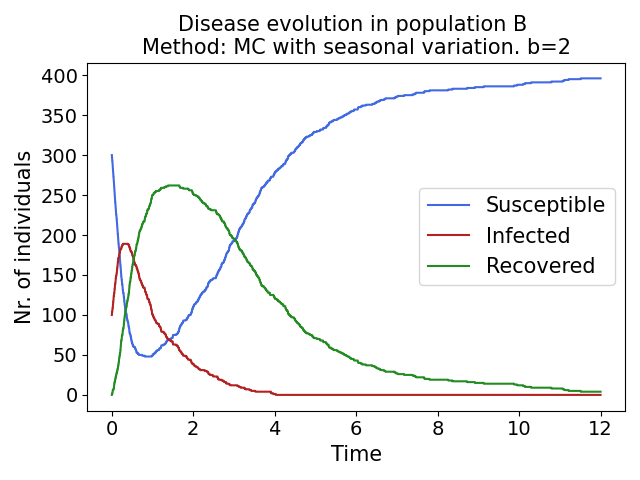 Disease evolution in population B
Method: MC with seasonal variation. b=2
Nr. of individuals
400
350
300
250
200
150
100
50
0
Susceptible
Infected
Recovered
0 2 4 6 8 10 12
Time